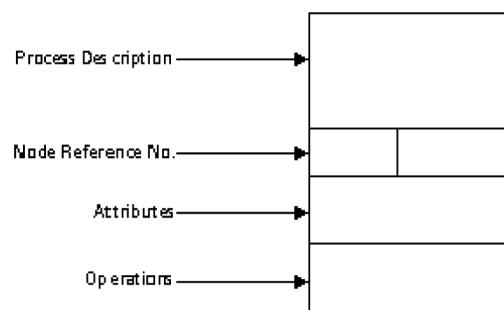 Process Description
Node Reference No.
Attributes
Operations